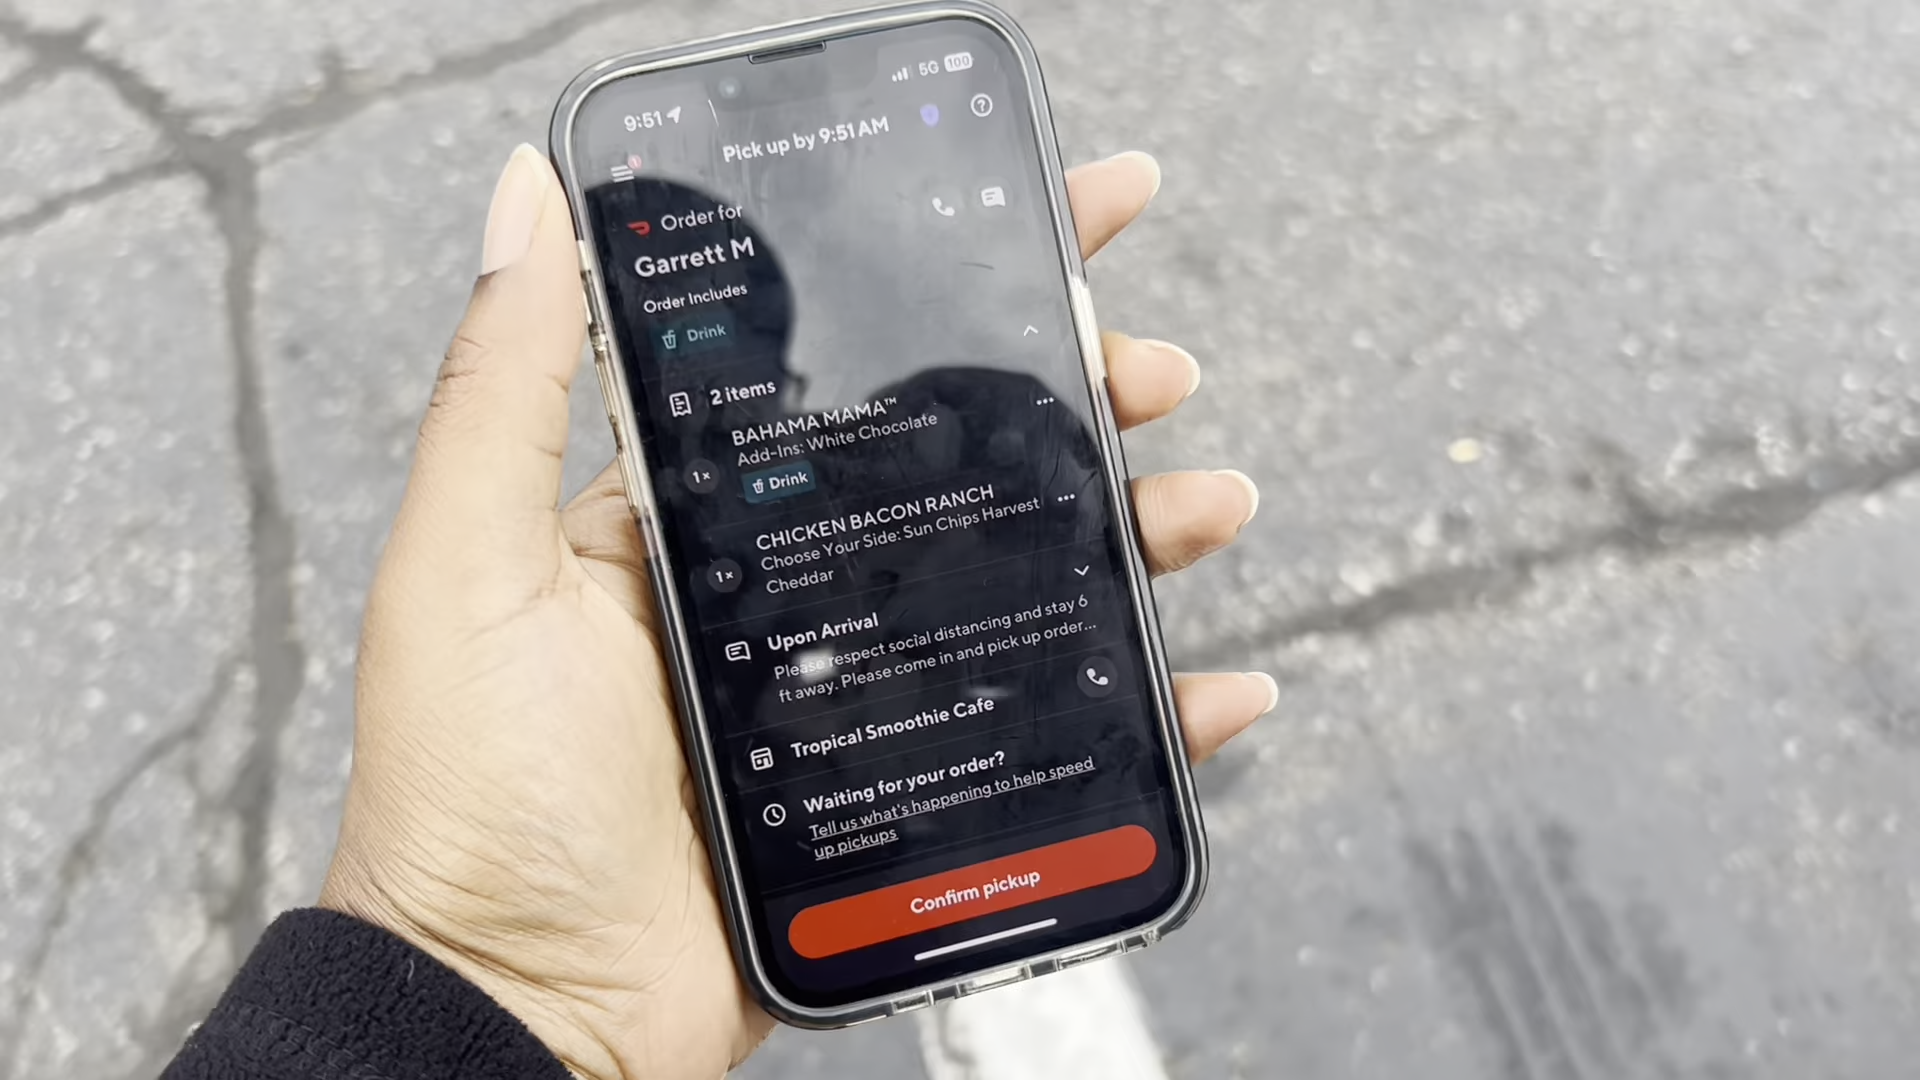 9:51
5G 100
Pick up by 9:51 AM
1
Order for
Garrett M
Order Includes
Drink
2 items
BAHAMA MAMA™
Add-Ins: White Chocolate
1×
Drink
CHICKEN BACON RANCH
Choose Your Side: Sun Chips Harvest
Cheddar
1×
Upon Arrival
Please respect social distancing and stay 6
ft away. Please come in and pick up order...
Tropical Smoothie Cafe
Waiting for your order?
Tell us what's happening to help speed
up pickups
Confirm pickup